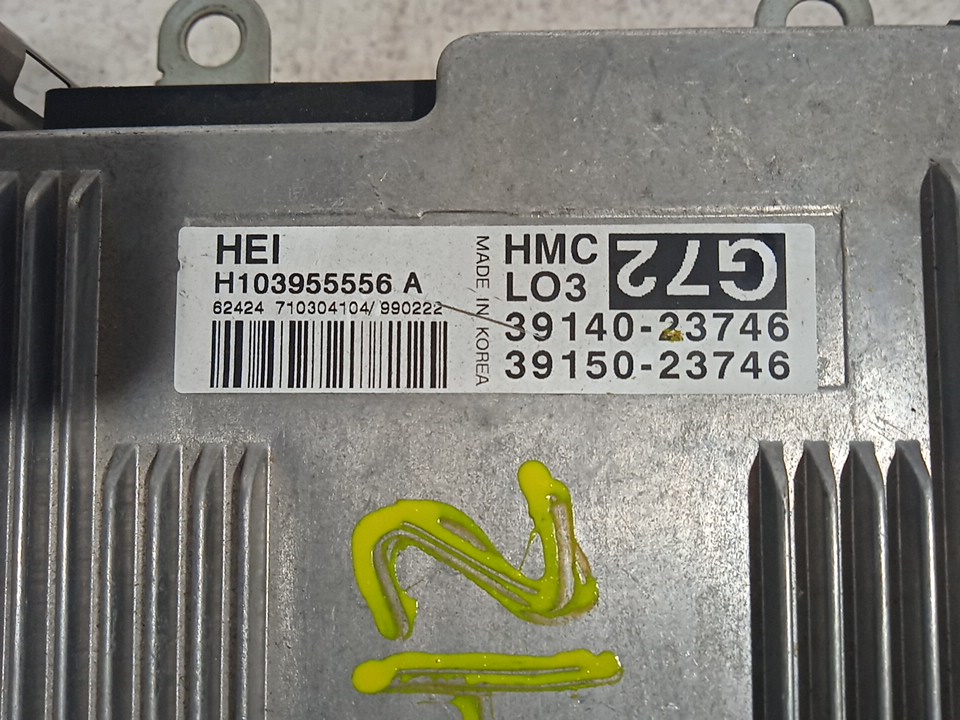 HEI
H103955556 A
62424 710304104/ 990222
MADE IN KOREA
HMC
LO3
G72
39140-23746
39150-23746